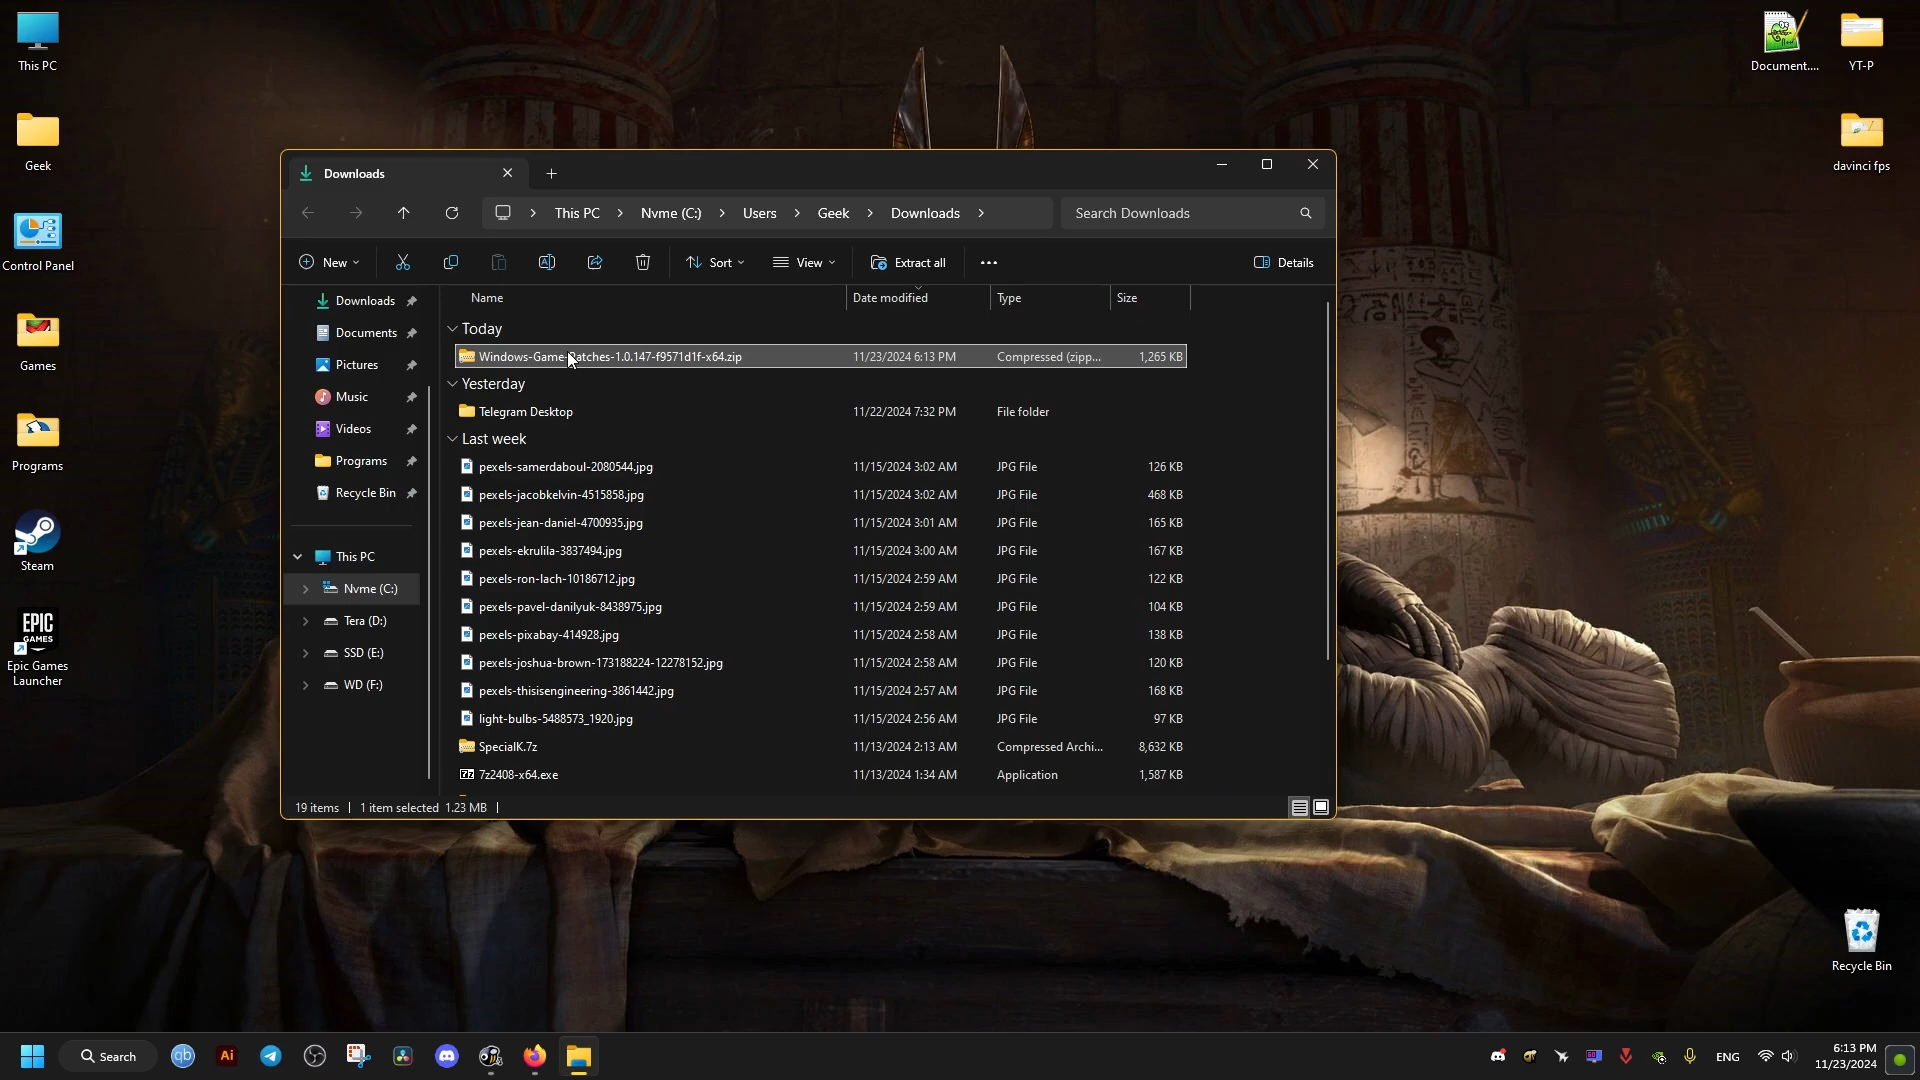 This PC
Geek
Control Panel
Games
Programs
Steam
EPIC
GAMES
Epic Games
Launcher
Document....
YT-P
davinci fps
Recycle Bin
Downloads
This PC
Nvme (C:)
Users
Geek
Downloads
Search Downloads
New
Sort
View
Extract all
Details
Downloads
Documents
Pictures
Music
Videos
Programs
Recycle Bin
This PC
Nvme (C:)
Tera (D:)
SSD (E:)
WD (F:)
Name Date modified Type Size
Today
Windows-Game-Patches-1.0.147-f9571d1f-x64.zip 11/23/2024 6:13 PM Compressed (zipp... 1,265 KB
Yesterday
Telegram Desktop 11/22/2024 7:32 PM File folder
Last week
pexels-samerdaboul-2080544.jpg 11/15/2024 3:02 AM JPG File 126 KB
pexels-jacobkelvin-4515858.jpg 11/15/2024 3:02 AM JPG File 468 KB
pexels-jean-daniel-4700935.jpg 11/15/2024 3:01 AM JPG File 165 KB
pexels-ekrulila-3837494.jpg 11/15/2024 3:00 AM JPG File 167 KB
pexels-ron-lach-10186712.jpg 11/15/2024 2:59 AM JPG File 122 KB
pexels-pavel-danilyuk-8438975.jpg 11/15/2024 2:59 AM JPG File 104 KB
pexels-pixabay-414928.jpg 11/15/2024 2:58 AM JPG File 138 KB
pexels-joshua-brown-173188224-12278152.jpg 11/15/2024 2:58 AM JPG File 120 KB
pexels-thisisengineering-3861442.jpg 11/15/2024 2:57 AM JPG File 168 KB
light-bulbs-5488573_1920.jpg 11/15/2024 2:56 AM JPG File 97 KB
SpecialK.7z 11/13/2024 2:13 AM Compressed Archi... 8,632 KB
7z2408-x64.exe 11/13/2024 1:34 AM Application 1,587 KB
19 items 1 item selected 1.23 MB
Search
qb
Ai
ENG
6:13 PM
11/23/2024